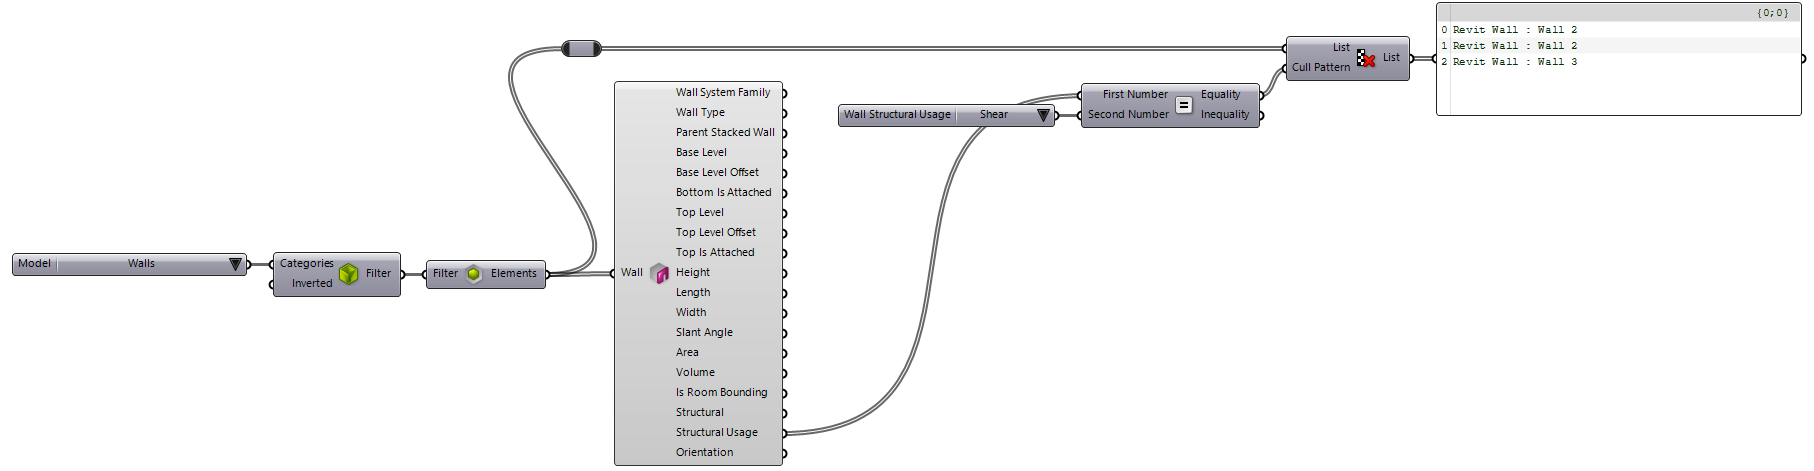 {0;0}
0 Revit Wall : Wall 2
1 Revit Wall : Wall 2
2 Revit Wall : Wall 3
List
Cull Pattern
List
First Number
Second Number
Equality
Inequality
Wall Structural Usage Shear
Wall System Family
Wall Type
Parent Stacked Wall
Base Level
Base Level Offset
Bottom Is Attached
Top Level
Top Level Offset
Top Is Attached
Wall
Height
Length
Width
Slant Angle
Area
Volume
Is Room Bounding
Structural
Structural Usage
Orientation
Model Walls
Categories
Inverted
Filter
Filter Elements